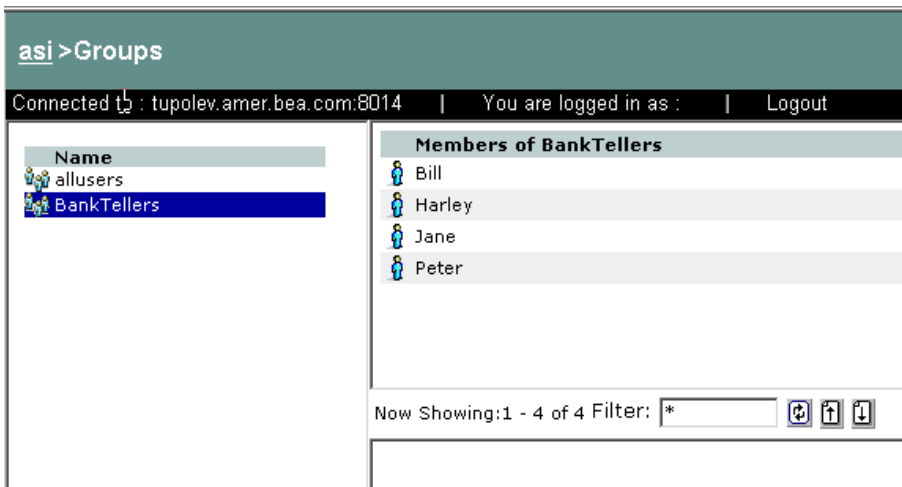 asi >Groups
Connected to : tupolev.amer.bea.com:8014 | You are logged in as : | Logout
Name
allusers
BankTellers
Members of BankTellers
Bill
Harley
Jane
Peter
Now Showing:1 - 4 of 4 Filter: *